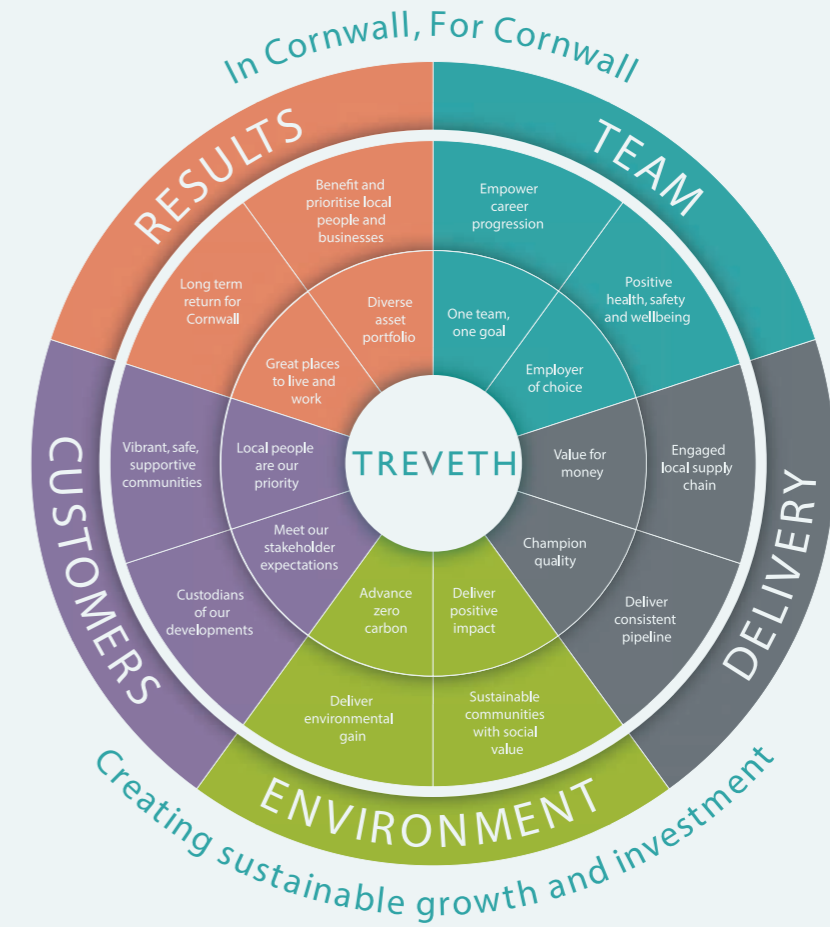 In Cornwall, For Cornwall
RESULTS
Benefit and
prioritise local
people and
businesses
Long term
return for
Cornwall
Diverse
asset
portfolio
Great places
to live and
work
TEAM
Empower
career
progression
Positive
health, safety
and wellbeing
One team,
one goal
Employer
of choice
DELIVERY
Value for
money
Engaged
local supply
chain
Champion
quality
Deliver
consistent
pipeline
ENVIRONMENT
Advance
zero
carbon
Deliver
positive
impact
Deliver
environmental
gain
Sustainable
communities
with social
value
CUSTOMERS
Vibrant, safe,
supportive
communities
Local people
are our
priority
Meet our
stakeholder
expectations
Custodians
of our
developments
TREVETH
Creating sustainable growth and investment